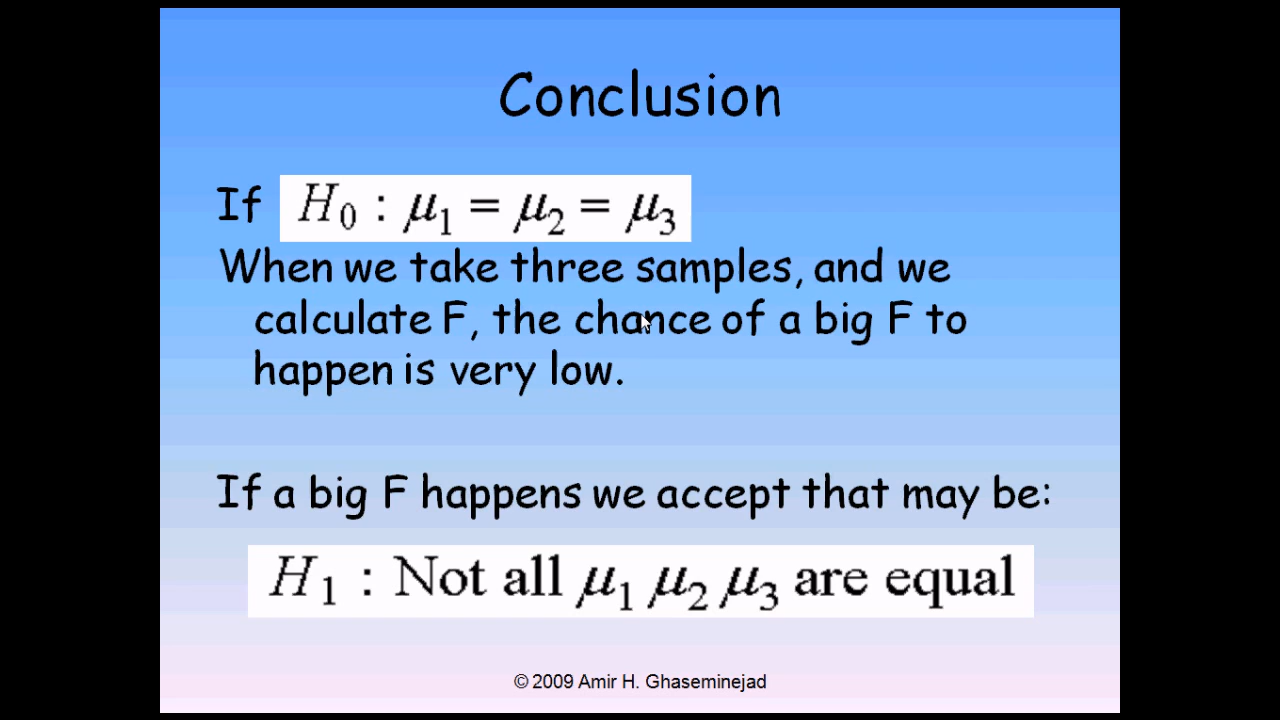 Conclusion
If H₀ : μ₁ = μ₂ = μ₃
When we take three samples, and we
calculate F, the chance of a big F to
happen is very low.
If a big F happens we accept that may be:
H₁ : Not all μ₁ μ₂ μ₃ are equal
© 2009 Amir H. Ghaseminejad